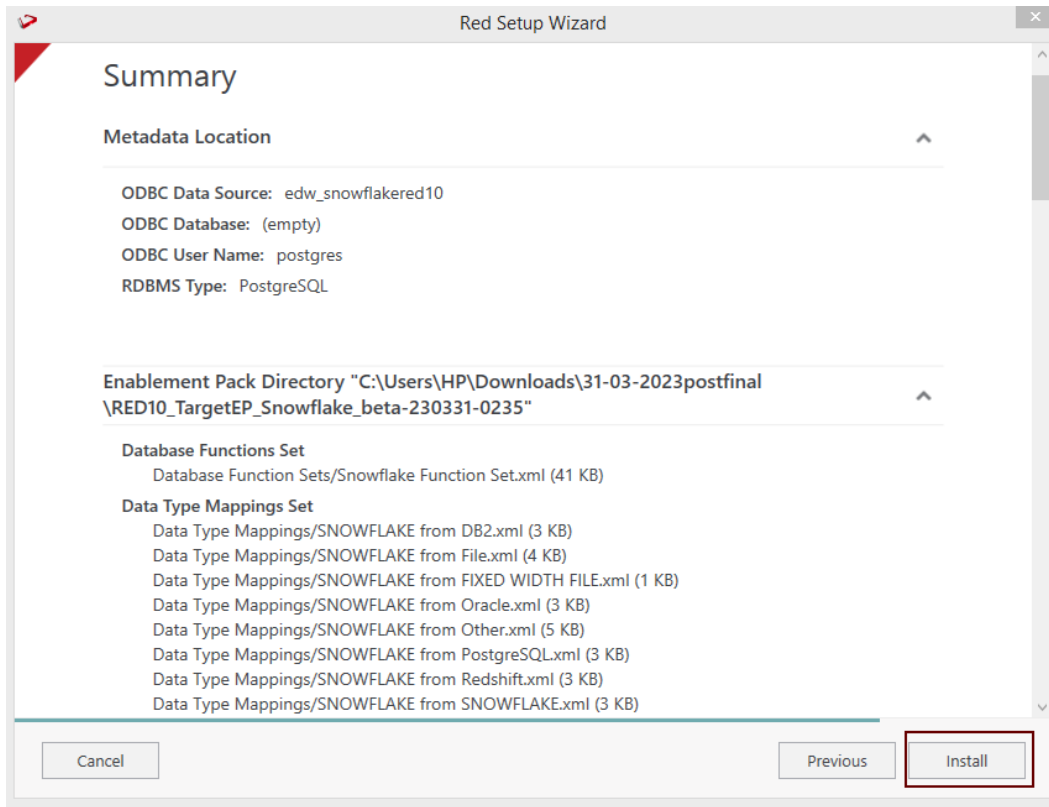 Red Setup Wizard
Summary
Metadata Location
ODBC Data Source: edw_snowflakered10
ODBC Database: (empty)
ODBC User Name: postgres
RDBMS Type: PostgreSQL
Enablement Pack Directory "C:\Users\HP\Downloads\31-03-2023postfinal
\RED10_TargetEP_Snowflake_beta-230331-0235"
Database Functions Set
Database Function Sets/Snowflake Function Set.xml (41 KB)
Data Type Mappings Set
Data Type Mappings/SNOWFLAKE from DB2.xml (3 KB)
Data Type Mappings/SNOWFLAKE from File.xml (4 KB)
Data Type Mappings/SNOWFLAKE from FIXED WIDTH FILE.xml (1 KB)
Data Type Mappings/SNOWFLAKE from Oracle.xml (3 KB)
Data Type Mappings/SNOWFLAKE from Other.xml (5 KB)
Data Type Mappings/SNOWFLAKE from PostgreSQL.xml (3 KB)
Data Type Mappings/SNOWFLAKE from Redshift.xml (3 KB)
Data Type Mappings/SNOWFLAKE from SNOWFLAKE.xml (3 KB)
Cancel Previous Install